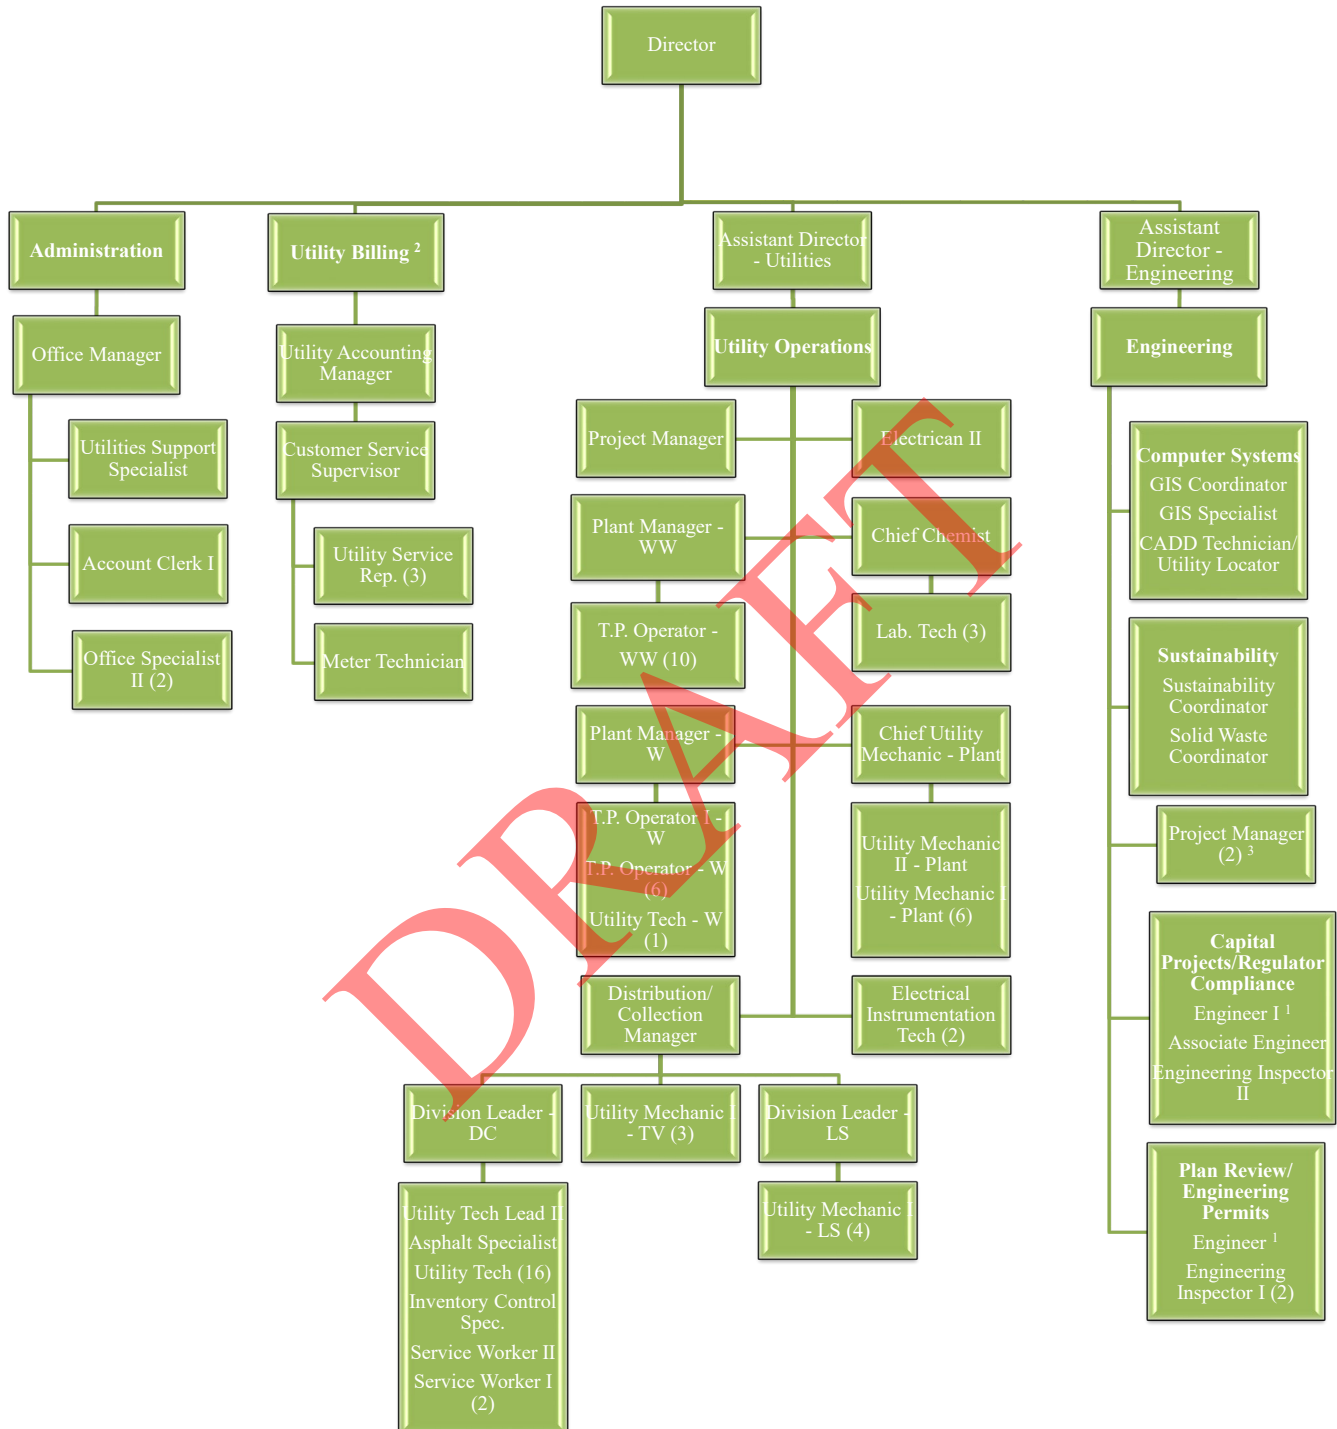 Director
Administration
Utility Billing ²
Assistant Director
- Utilities
Assistant
Director -
Engineering
Office Manager
Utilities Support
Specialist
Account Clerk I
Office Specialist
II (2)
Utility Accounting
Manager
Customer Service
Supervisor
Utility Service
Rep. (3)
Meter Technician
Utility Operations
Project Manager
Electrican II
Plant Manager -
WW
Chief Chemist
T.P. Operator -
WW (10)
Lab. Tech (3)
Plant Manager -
W
Chief Utility
Mechanic - Plant
T.P. Operator I -
W
T.P. Operator - W
(6)
Utility Tech - W
(1)
Utility Mechanic
II - Plant
Utility Mechanic I
- Plant (6)
Distribution/
Collection
Manager
Electrical
Instrumentation
Tech (2)
Division Leader -
DC
Utility Mechanic I
- TV (3)
Division Leader -
LS
Utility Tech Lead II
Asphalt Specialist
Utility Tech (16)
Inventory Control
Spec.
Service Worker II
Service Worker I
(2)
Utility Mechanic I
- LS (4)
Engineering
Computer Systems
GIS Coordinator
GIS Specialist
CADD Technician/
Utility Locator
Sustainability
Sustainability
Coordinator
Solid Waste
Coordinator
Project Manager
(2) ³
Capital
Projects/Regulator
Compliance
Engineer I ¹
Associate Engineer
Engineering Inspector
II
Plan Review/
Engineering
Permits
Engineer ¹
Engineering
Inspector I (2)
DRAFT